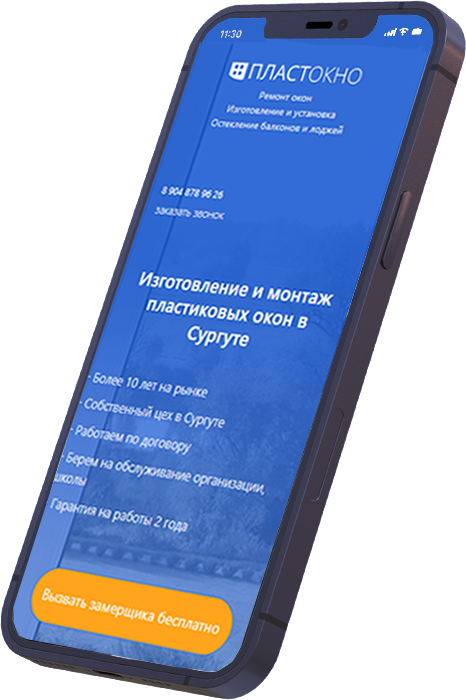 11:30
ПЛАСТОКНО
Ремонт окон
Изготовление и установка
Остекление балконов и лоджей
8 904 878 96 26
заказать звонок
Изготовление и монтаж
пластиковых окон в
Сургуте
- Более 10 лет на рынке
- Собственный цех в Сургуте
- Работаем по договору
- Берем на обслуживание организации,
школы
Гарантия на работы 2 года
Вызвать замерщика бесплатно